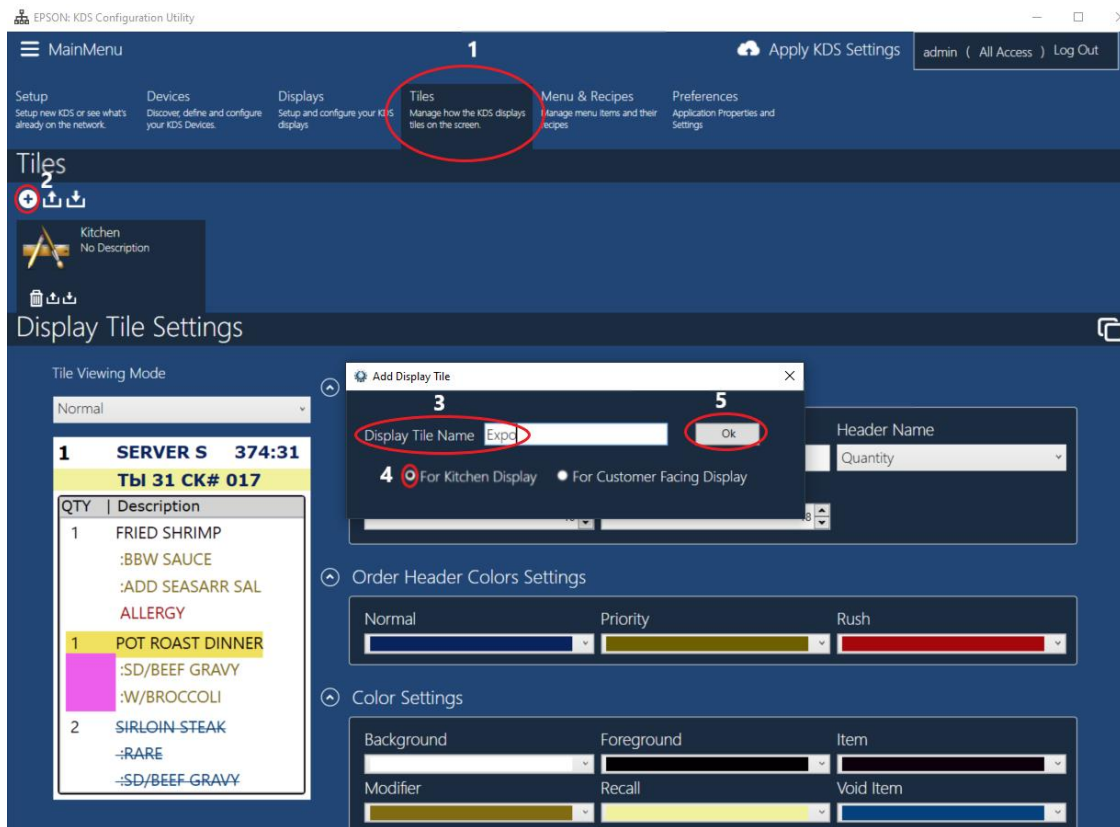 EPSON: KDS Configuration Utility
MainMenu
1
Apply KDS Settings
admin ( All Access ) Log Out
Setup
Setup new KDS or see what's
already on the network.
Devices
Discover, define and configure
your KDS Devices.
Displays
Setup and configure your KDS
displays
Tiles
Manage how the KDS displays
tiles on the screen.
Menu & Recipes
Manage menu items and their
recipes
Preferences
Application Properties and
Settings
Tiles
2
Kitchen
No Description
Display Tile Settings
Tile Viewing Mode
Normal
1 SERVER S 374:31
ТЫ 31 CK# 017
QTY | Description
1 FRIED SHRIMP
:BBW SAUCE
:ADD SEASARR SAL
ALLERGY
1 POT ROAST DINNER
:SD/BEEF GRAVY
:W/BROCCOLI
2 SIRLOIN STEAK
:RARE
:SD/BEEF GRAVY
Add Display Tile
3
5
Display Tile Name Expo
Ok
4 For Kitchen Display For Customer Facing Display
Header Name
Quantity
Order Header Colors Settings
Normal Priority Rush
Color Settings
Background Foreground Item
Modifier Recall Void Item